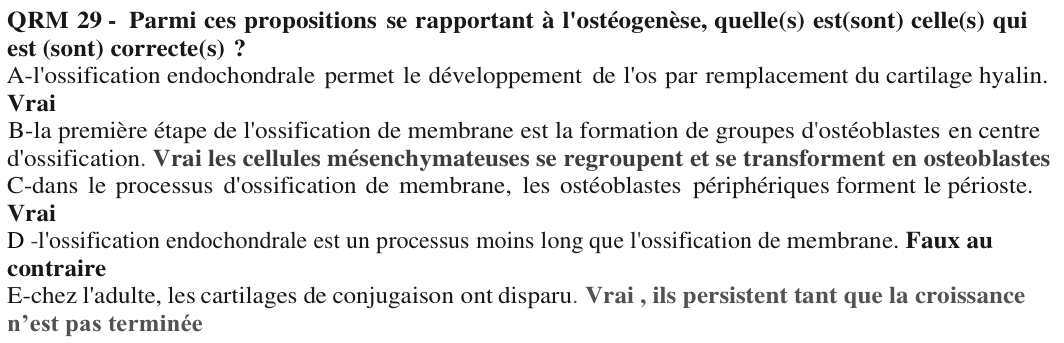 QRM 29 - Parmi ces propositions se rapportant à l'ostéogenèse, quelle(s) est(sont) celle(s) qui
est (sont) correcte(s) ?
A-l'ossification endochondrale permet le développement de l'os par remplacement du cartilage hyalin.
Vrai
B-la première étape de l'ossification de membrane est la formation de groupes d'ostéoblastes en centre
d'ossification. Vrai les cellules mésenchymateuses se regroupent et se transforment en osteoblastes
C-dans le processus d'ossification de membrane, les ostéoblastes périphériques forment le périoste.
Vrai
D -l'ossification endochondrale est un processus moins long que l'ossification de membrane. Faux au
contraire
E-chez l'adulte, les cartilages de conjugaison ont disparu. Vrai , ils persistent tant que la croissance
n’est pas terminée